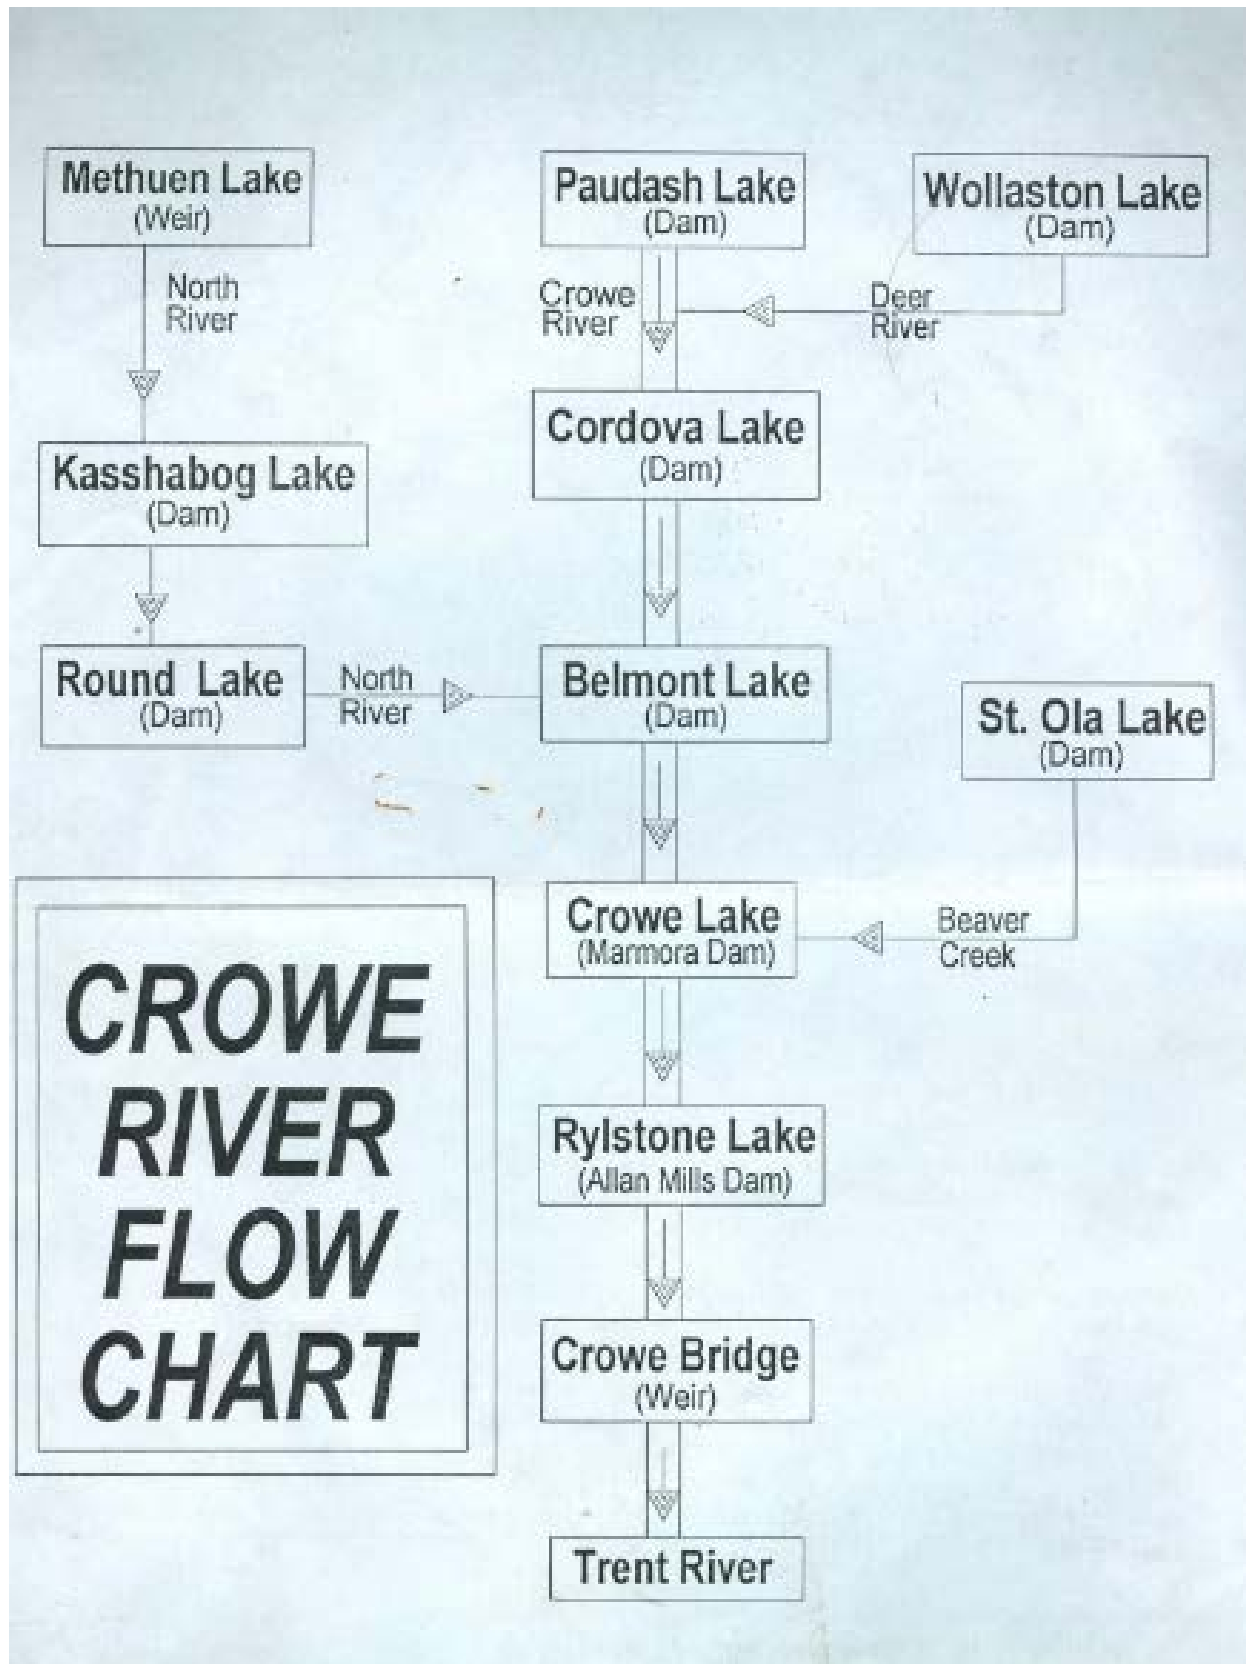 Methuen Lake
(Weir)
Paudash Lake
(Dam)
Wollaston Lake
(Dam)
North
River
Crowe
River
Deer
River
Cordova Lake
(Dam)
Kasshabog Lake
(Dam)
Round Lake
(Dam)
North
River
Belmont Lake
(Dam)
St. Ola Lake
(Dam)
Crowe Lake
(Marmora Dam)
Beaver
Creek
CROWE
RIVER
FLOW
CHART
Rylstone Lake
(Allan Mills Dam)
Crowe Bridge
(Weir)
Trent River